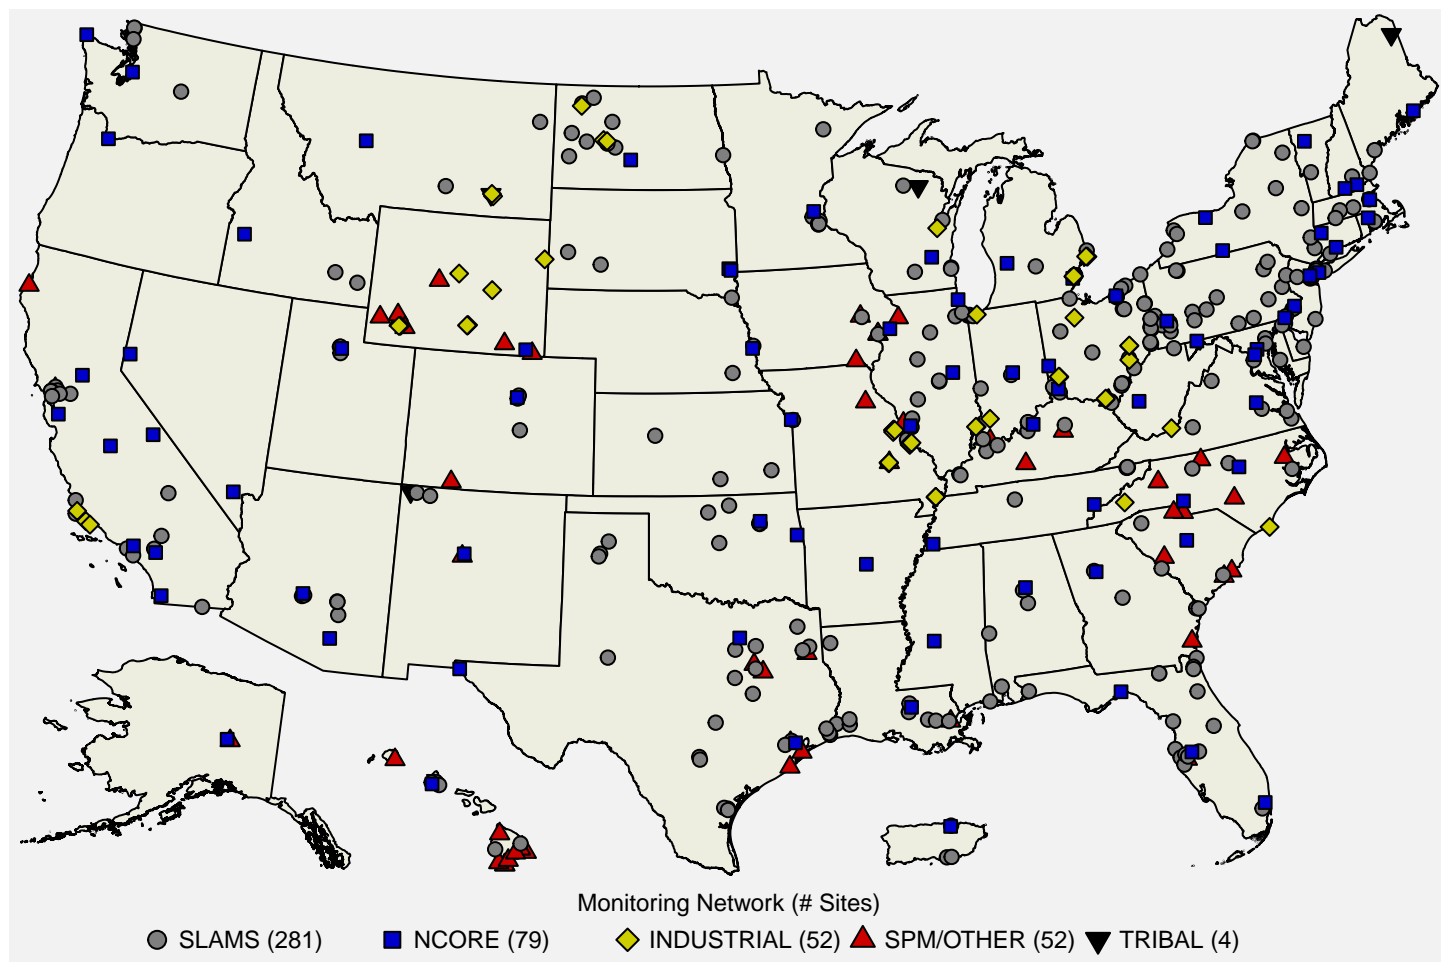 Monitoring Network (# Sites)
SLAMS (281) NCORE (79) INDUSTRIAL (52) SPM/OTHER (52) TRIBAL (4)